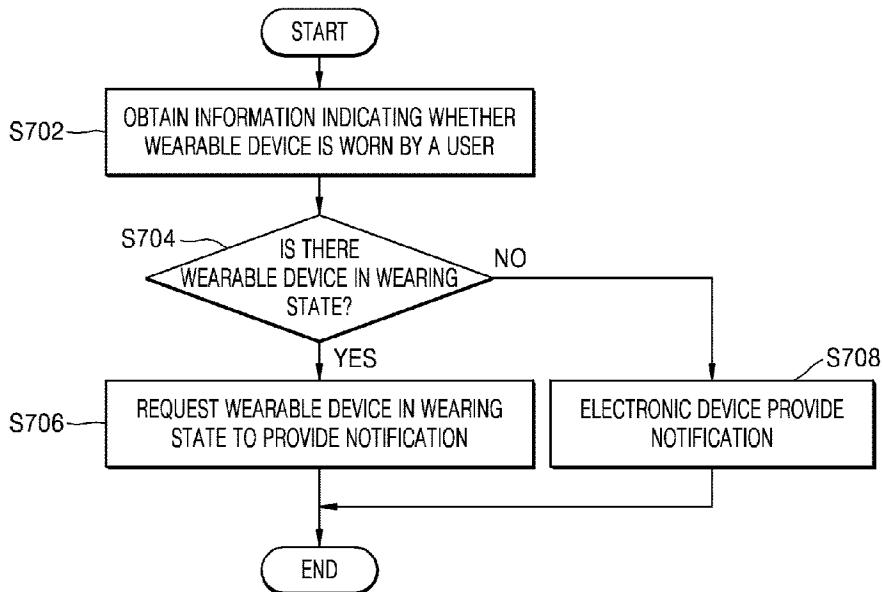 START
S702
OBTAIN INFORMATION INDICATING WHETHER
WEARABLE DEVICE IS WORN BY A USER
S704
IS THERE
WEARABLE DEVICE IN WEARING
STATE?
NO
YES
S706
REQUEST WEARABLE DEVICE IN WEARING
STATE TO PROVIDE NOTIFICATION
S708
ELECTRONIC DEVICE PROVIDE
NOTIFICATION
END